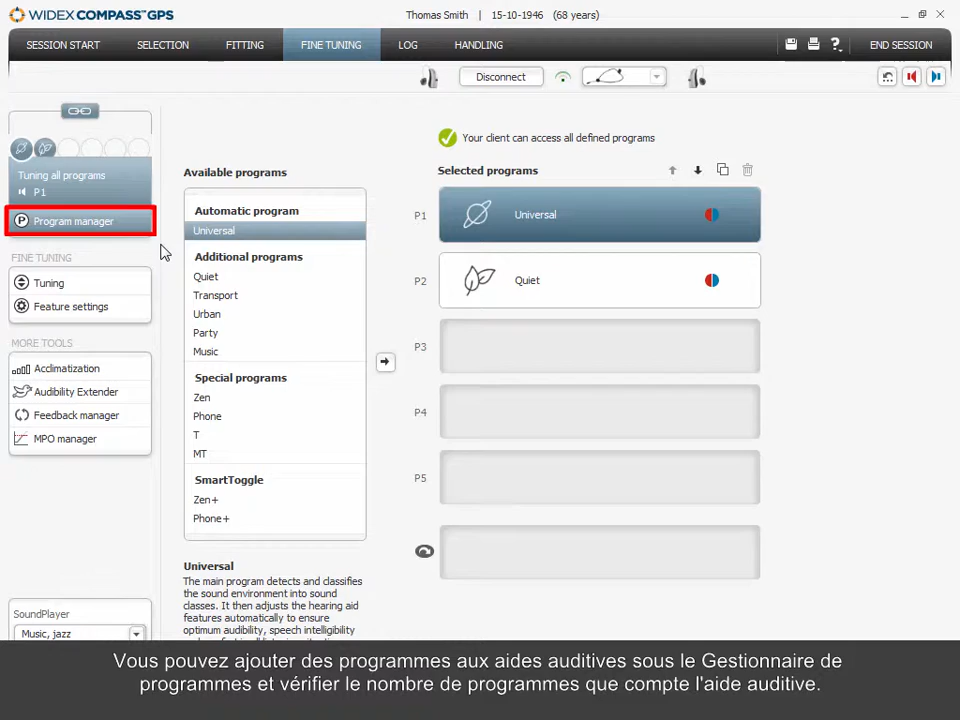 WIDEX COMPASS™ GPS
Thomas Smith | 15-10-1946 (68 years)
SESSION START SELECTION FITTING FINE TUNING LOG HANDLING END SESSION
Disconnect
Your client can access all defined programs
Tuning all programs
P1
Program manager
FINE TUNING
Tuning
Feature settings
MORE TOOLS
Acclimatization
Audibility Extender
Feedback manager
MPO manager
SoundPlayer
Music, jazz
Available programs
Automatic program
Universal
Additional programs
Quiet
Transport
Urban
Party
Music
Special programs
Zen
Phone
T
MT
SmartToggle
Zen+
Phone+
Universal
The main program detects and classifies
the sound environment into sound
classes. It then adjusts the hearing aid
features automatically to ensure
optimum audibility, speech intelligibility
Selected programs
P1 Universal
P2 Quiet
P3
P4
P5
Vous pouvez ajouter des programmes aux aides auditives sous le Gestionnaire de
programmes et vérifier le nombre de programmes que compte l'aide auditive.